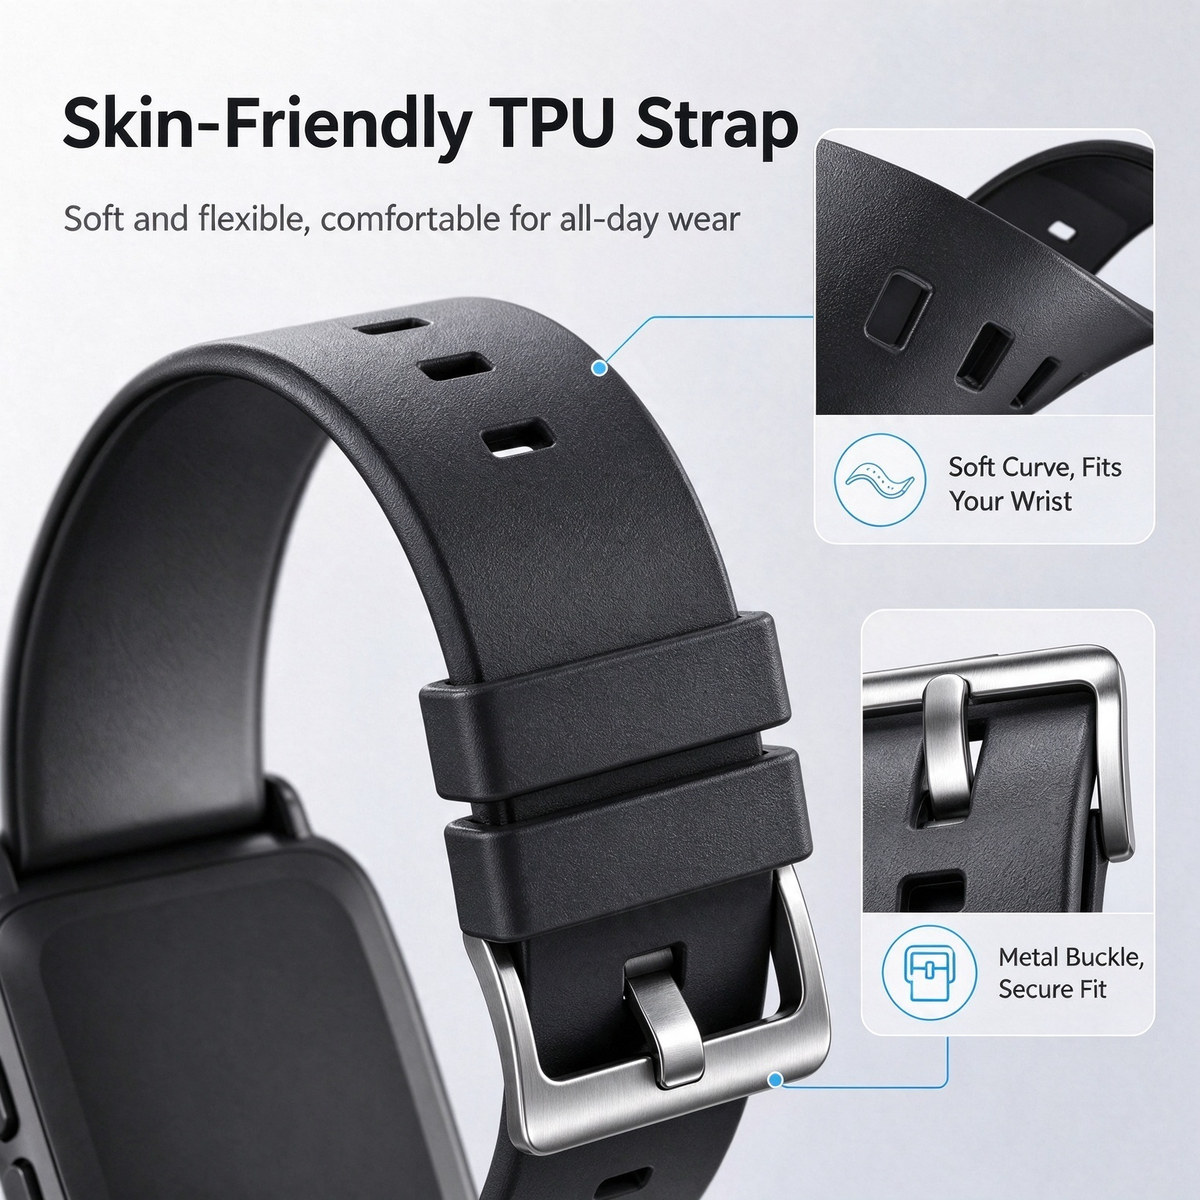 Skin-Friendly TPU Strap
Soft and flexible, comfortable for all-day wear
Soft Curve, Fits
Your Wrist
Metal Buckle,
Secure Fit